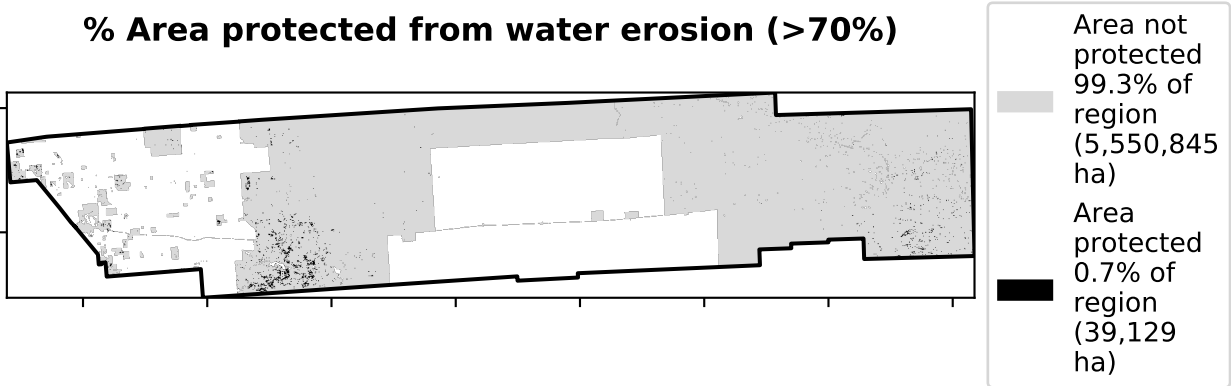 % Area protected from water erosion (>70%)
Area not
protected
99.3% of
region
(5,550,845
ha)
Area
protected
0.7% of
region
(39,129
ha)